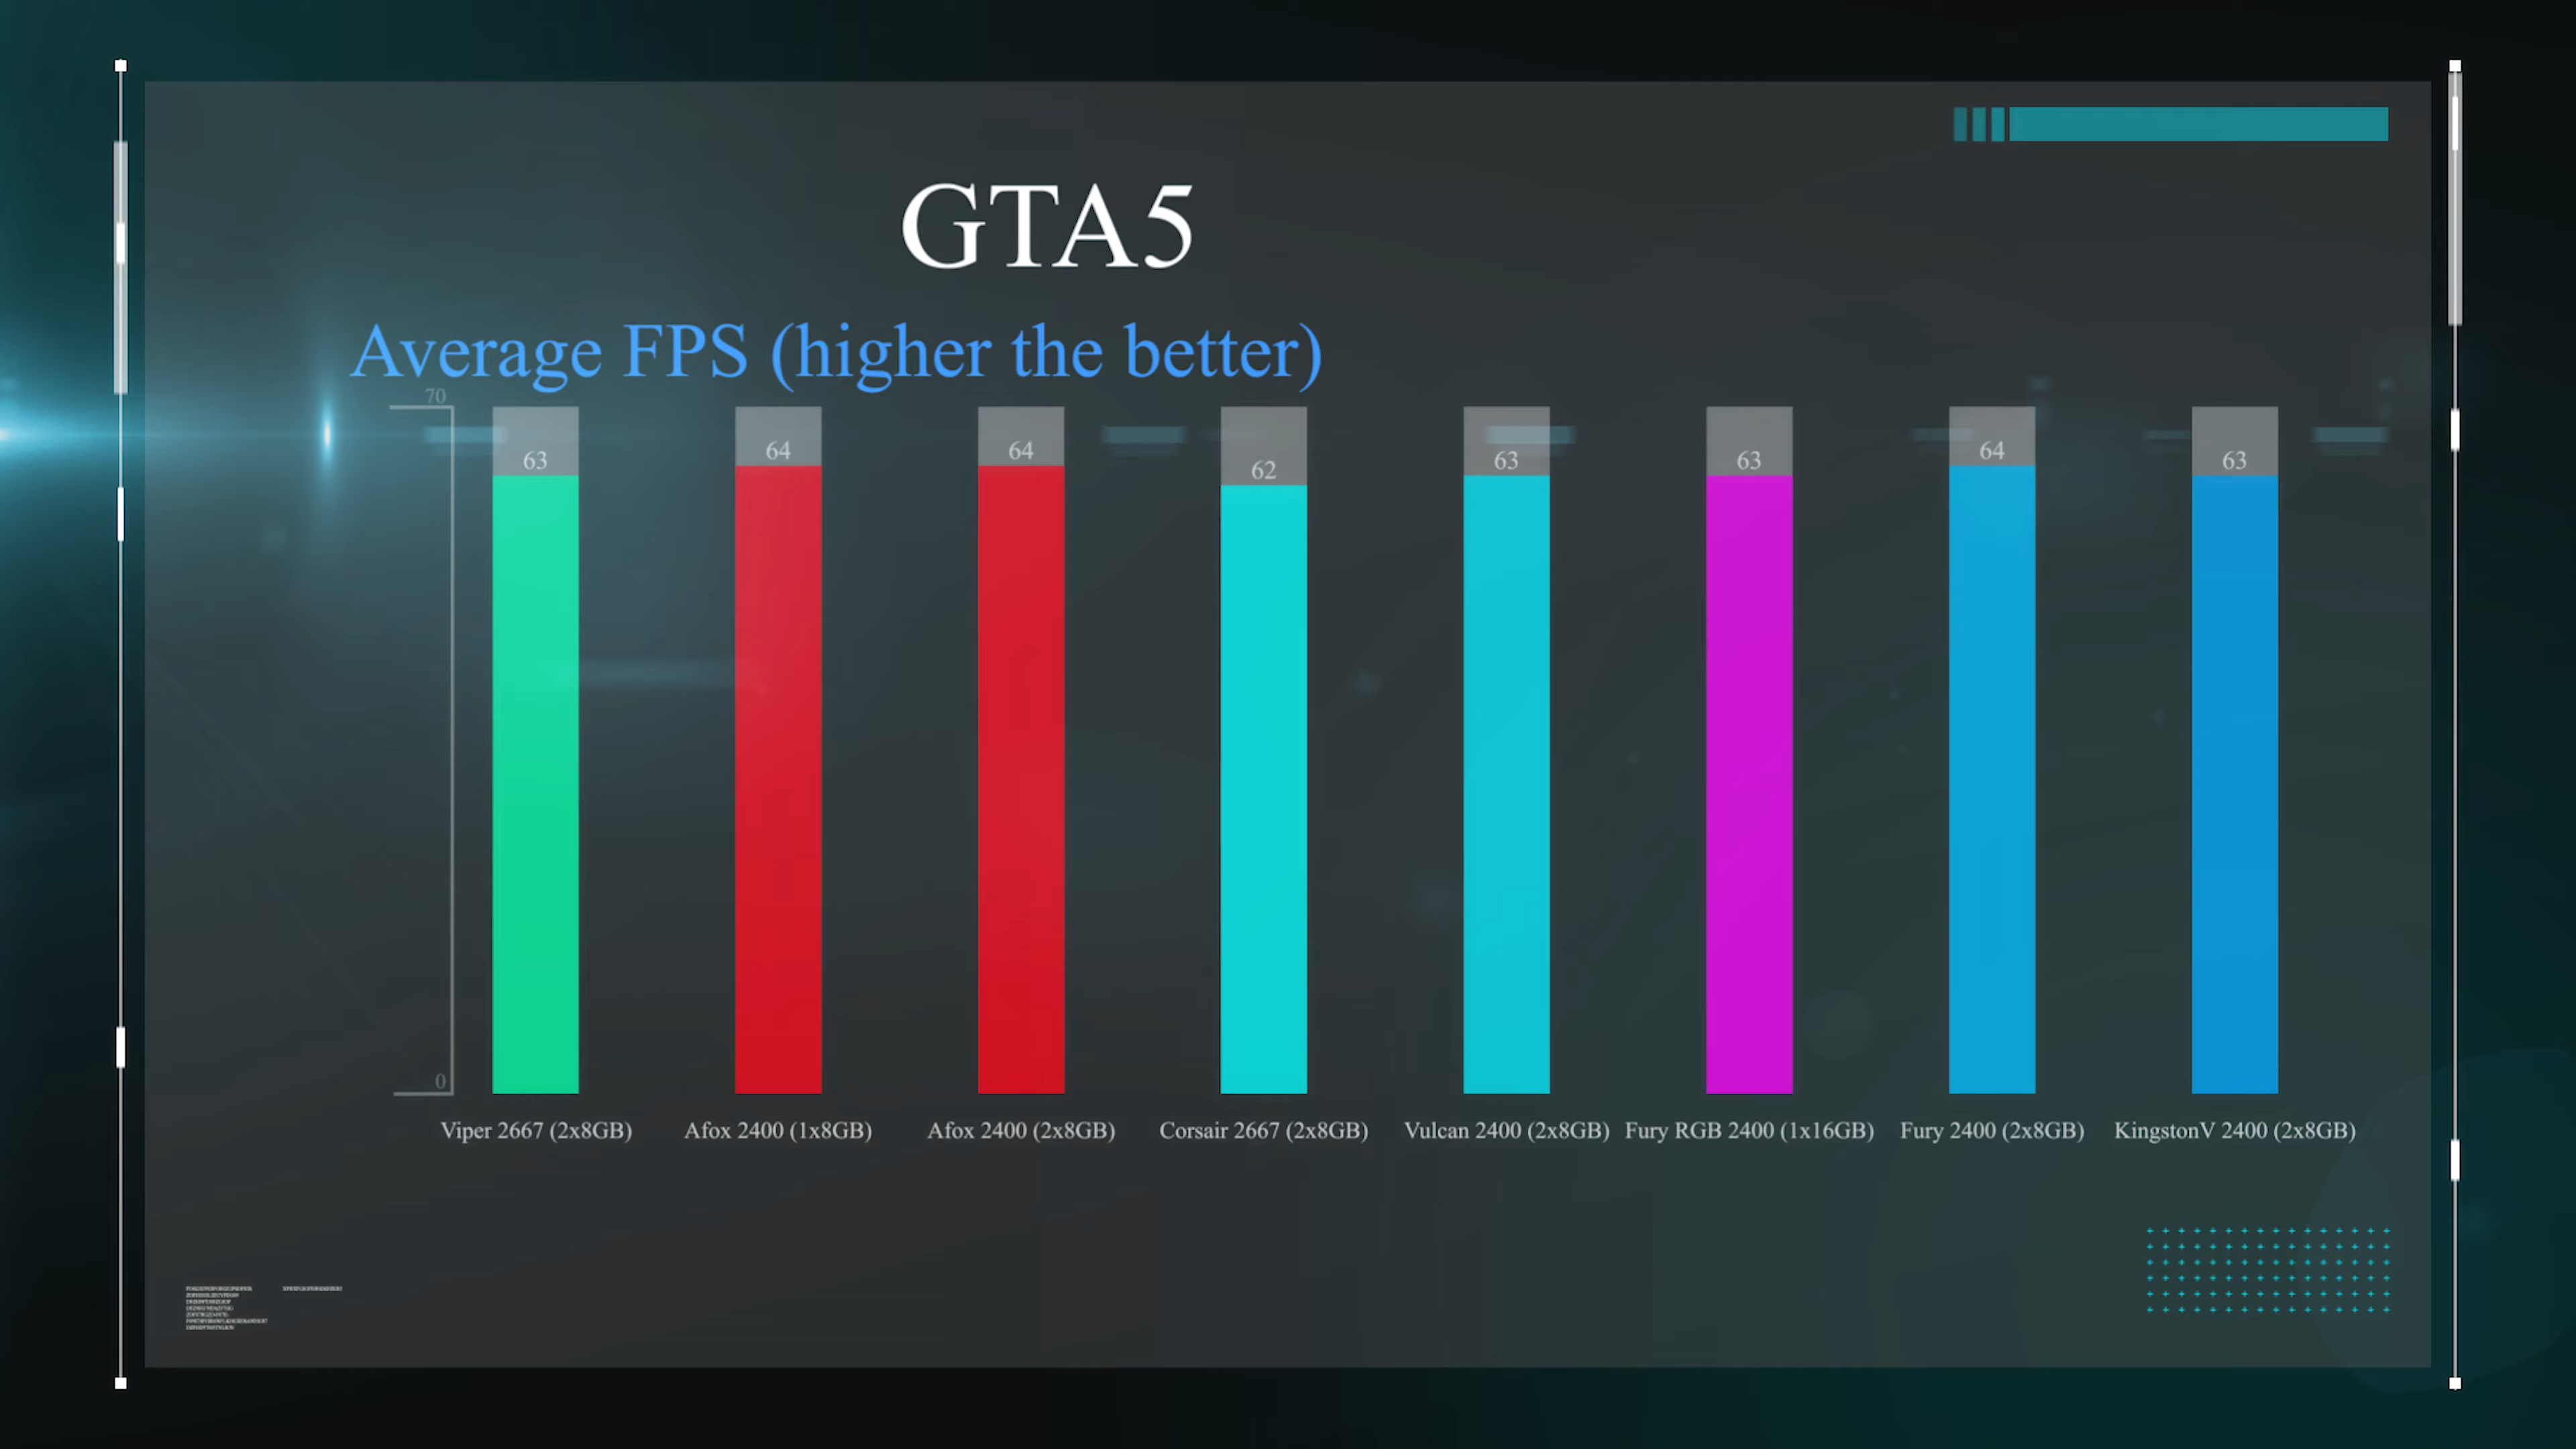 GTA5
Average FPS (higher the better)
70
63
64
64
62
63
63
64
63
0
Viper 2667 (2x8GB)
Afox 2400 (1x8GB)
Afox 2400 (2x8GB)
Corsair 2667 (2x8GB)
Vulcan 2400 (2x8GB)
Fury RGB 2400 (1x16GB)
Fury 2400 (2x8GB)
KingstonV 2400 (2x8GB)